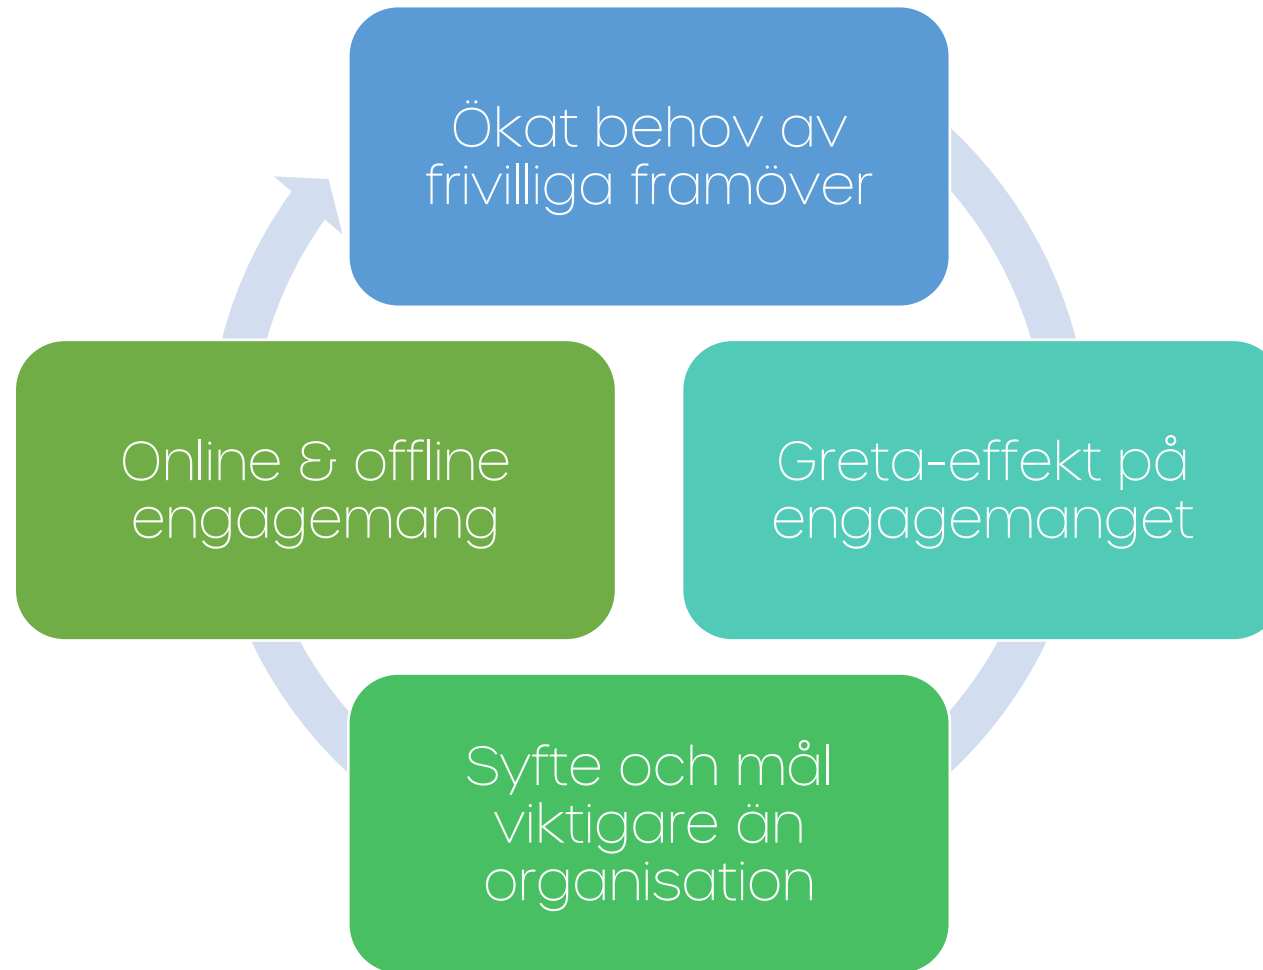 Ökat behov av
frivilliga framöver
Online & offline
engagemang
Greta-effekt på
engagemanget
Syfte och mål
viktigare än
organisation